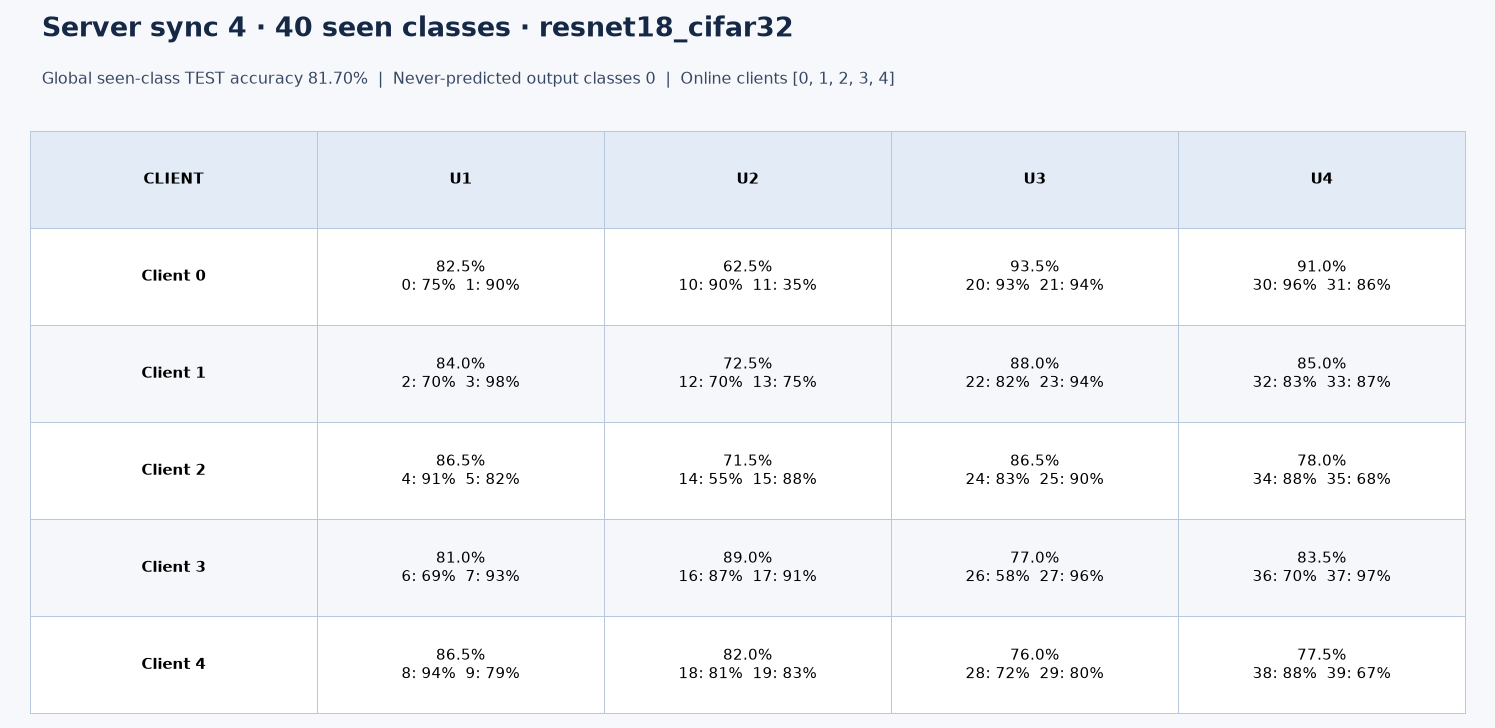 Server sync 4 · 40 seen classes · resnet18_cifar32
Global seen-class TEST accuracy 81.70% | Never-predicted output classes 0 | Online clients [0, 1, 2, 3, 4]
CLIENT U1 U2 U3 U4
Client 0
82.5%
0: 75% 1: 90%
62.5%
10: 90% 11: 35%
93.5%
20: 93% 21: 94%
91.0%
30: 96% 31: 86%
Client 1
84.0%
2: 70% 3: 98%
72.5%
12: 70% 13: 75%
88.0%
22: 82% 23: 94%
85.0%
32: 83% 33: 87%
Client 2
86.5%
4: 91% 5: 82%
71.5%
14: 55% 15: 88%
86.5%
24: 83% 25: 90%
78.0%
34: 88% 35: 68%
Client 3
81.0%
6: 69% 7: 93%
89.0%
16: 87% 17: 91%
77.0%
26: 58% 27: 96%
83.5%
36: 70% 37: 97%
Client 4
86.5%
8: 94% 9: 79%
82.0%
18: 81% 19: 83%
76.0%
28: 72% 29: 80%
77.5%
38: 88% 39: 67%